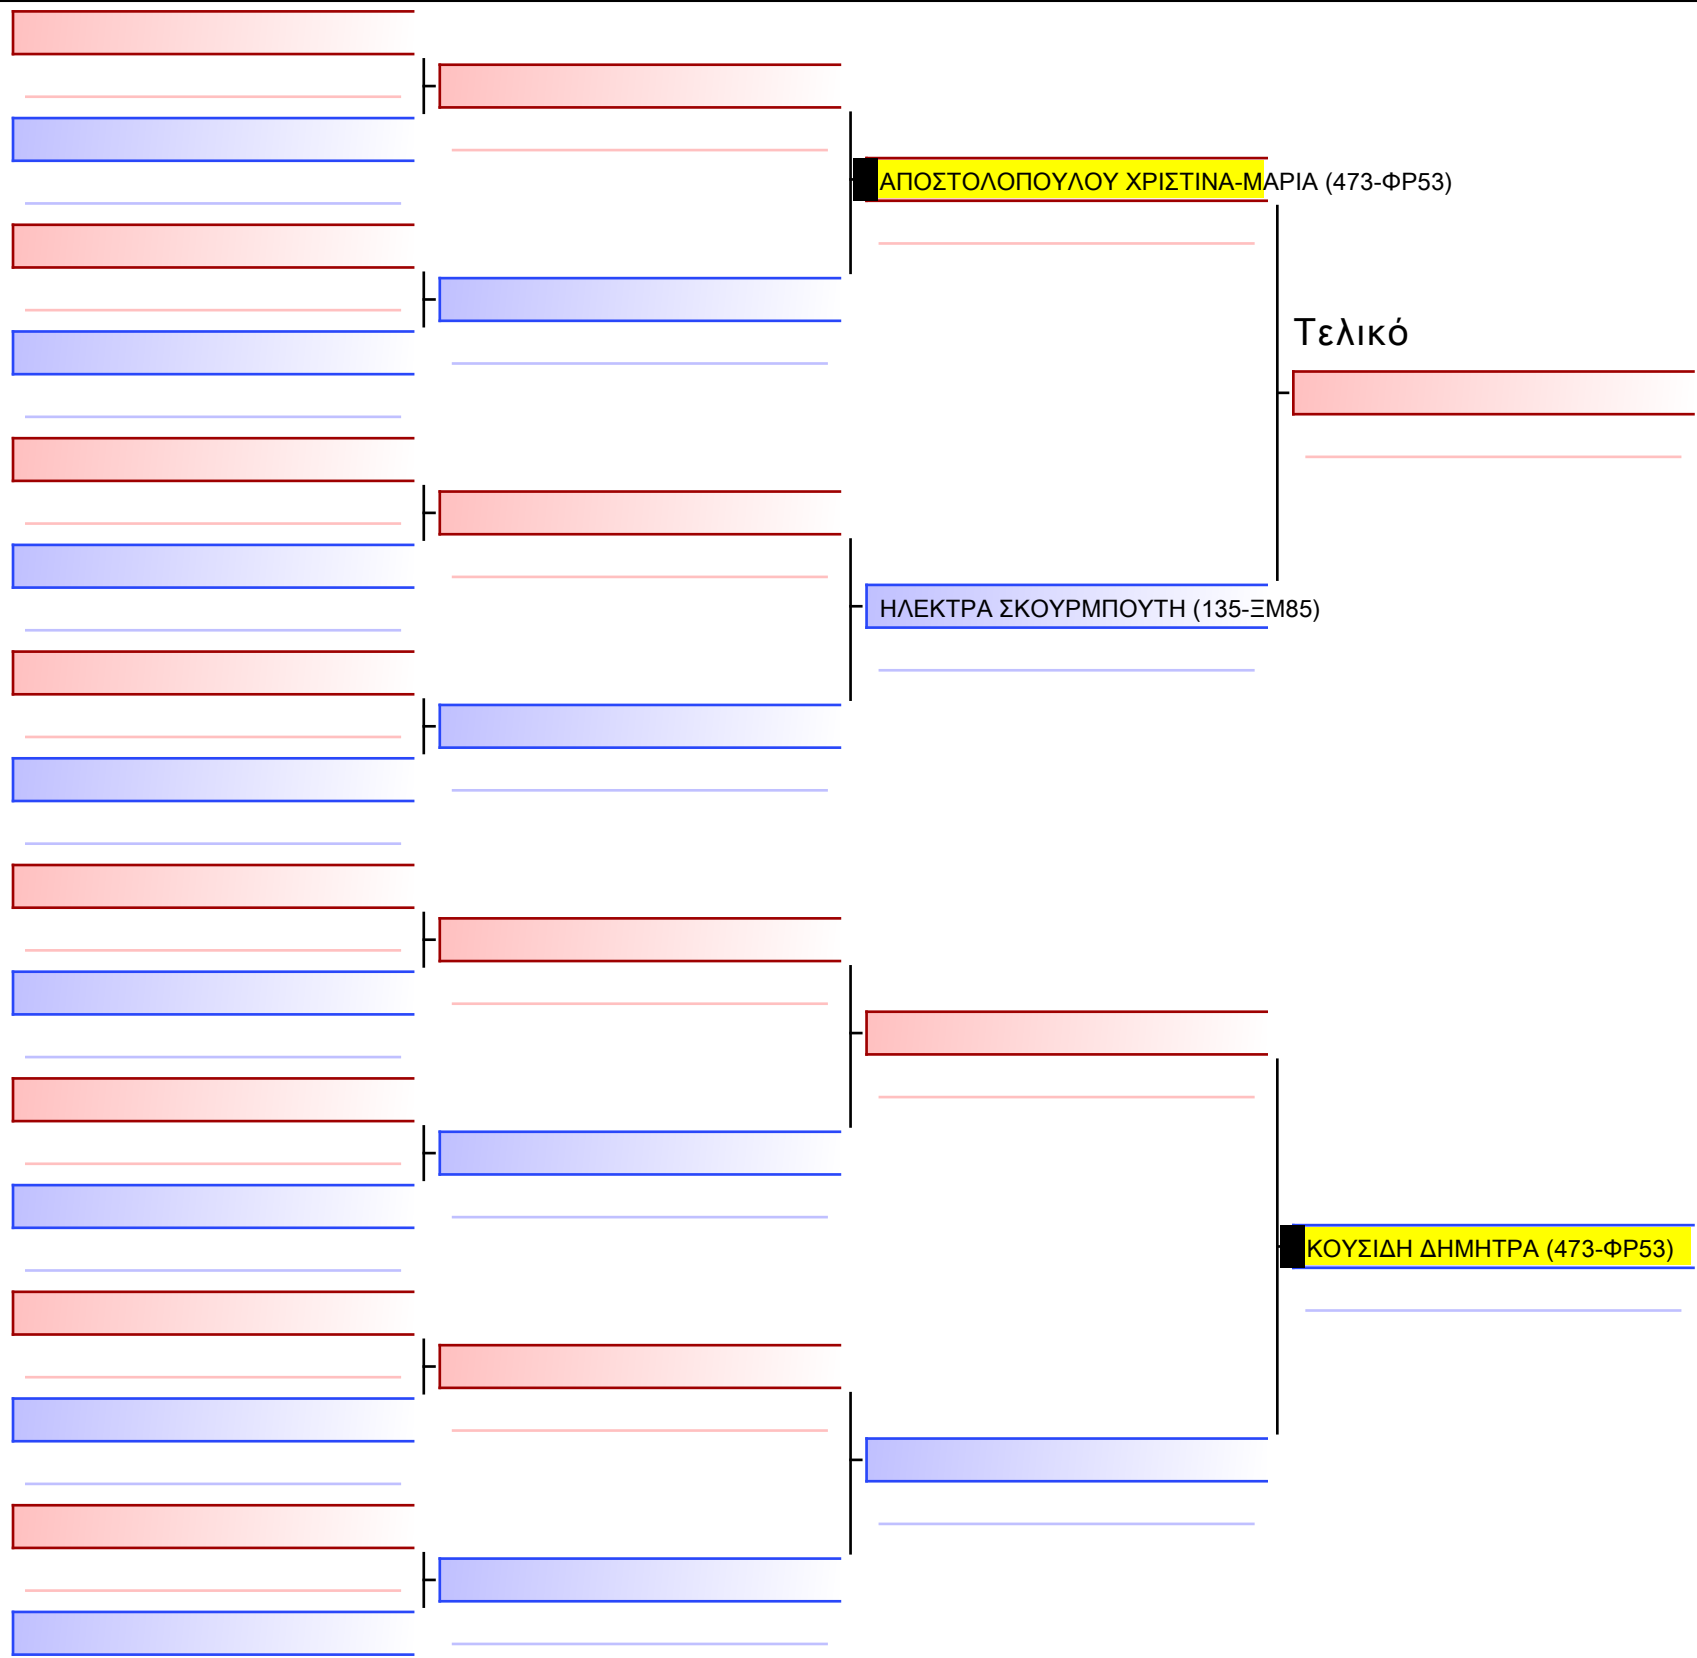 ΑΠΟΣΤΟΛΟΠΟΥΛΟΥ ΧΡΙΣΤΙΝΑ-ΜΑΡΙΑ (473-ΦΡ53)
Τελικό
ΗΛΕΚΤΡΑ ΣΚΟΥΡΜΠΟΥΤΗ (135-ΞΜ85)
ΚΟΥΣΙΔΗ ΔΗΜΗΤΡΑ (473-ΦΡ53)